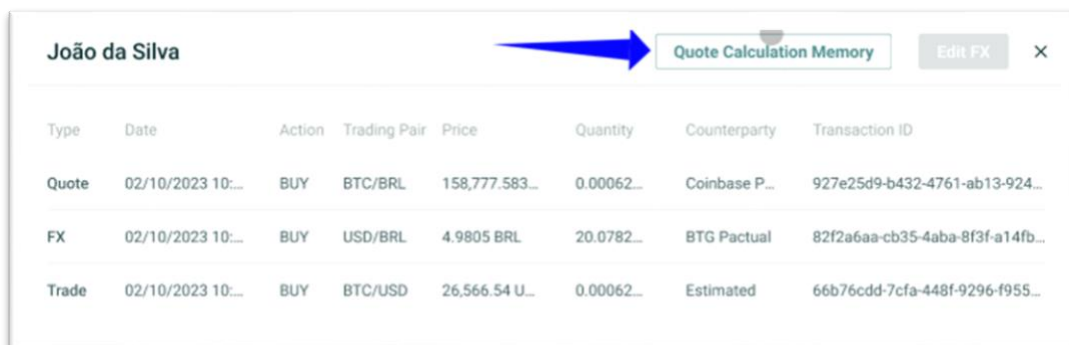 João da Silva Quote Calculation Memory Edit FX ×
Type Date Action Trading Pair Price Quantity Counterparty Transaction ID
Quote 02/10/2023 10:... BUY BTC/BRL 158,777.583... 0.00062... Coinbase P... 927e25d9-b432-4761-ab13-924...
FX 02/10/2023 10:... BUY USD/BRL 4.9805 BRL 20.0782... BTG Pactual 82f2a6aa-cb35-4aba-8f3f-a14fb...
Trade 02/10/2023 10:... BUY BTC/USD 26,566.54 U... 0.00062... Estimated 66b76cdd-7cfa-448f-9296-f955...